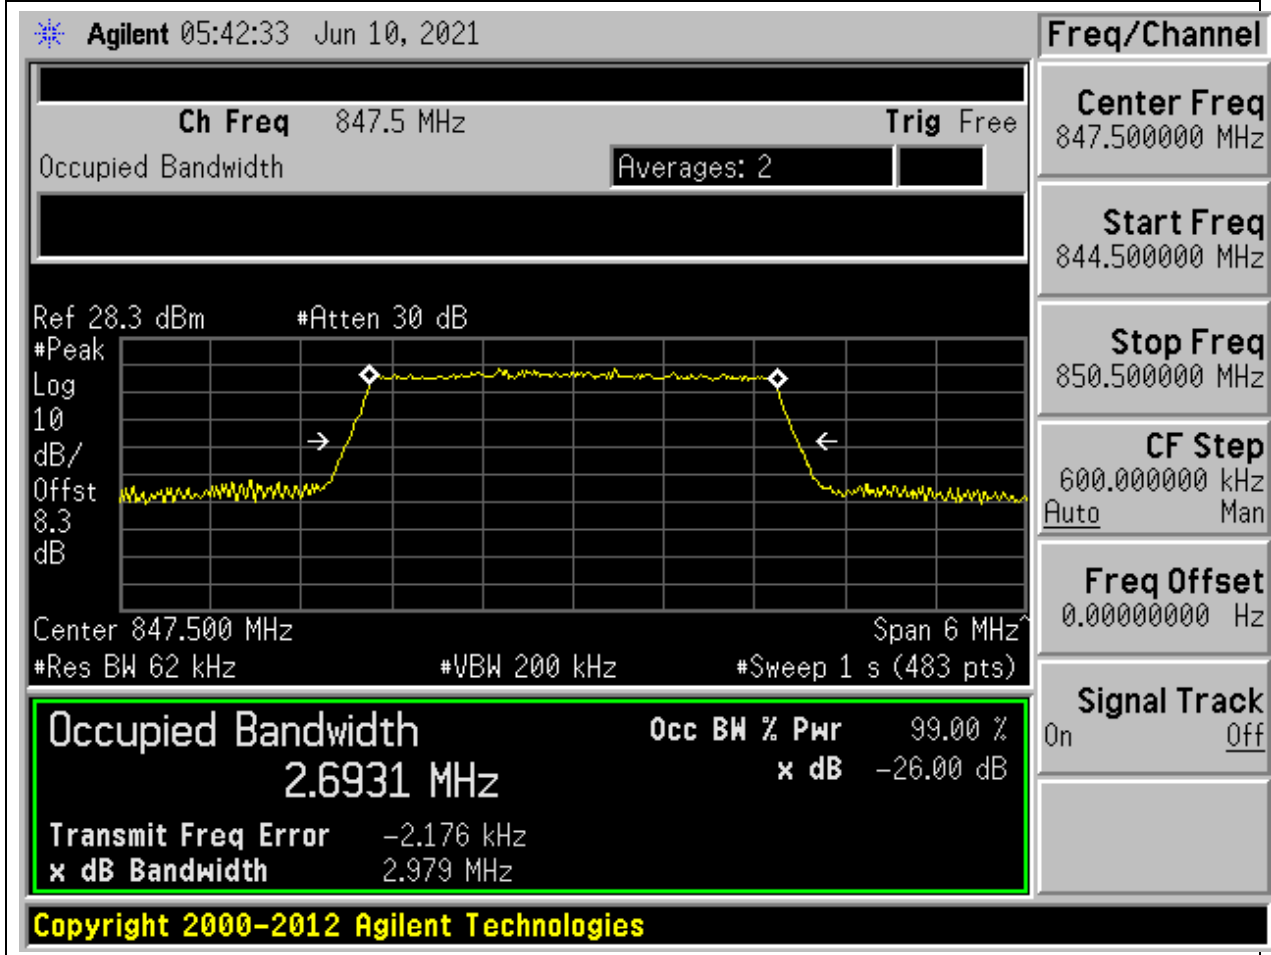 Agilent 05:42:33 Jun 10, 2021
Freq/Channel
Ch Freq 847.5 MHz Trig Free
Occupied Bandwidth Averages: 2
Ref 28.3 dBm #Atten 30 dB
#Peak
Log
10
dB/
Offst
8.3
dB
Center 847.500 MHz Span 6 MHz^
#Res BW 62 kHz #VBW 200 kHz #Sweep 1 s (483 pts)
Occupied Bandwidth Occ BW % Pwr 99.00 %
2.6931 MHz x dB -26.00 dB
Transmit Freq Error -2.176 kHz
x dB Bandwidth 2.979 MHz
Copyright 2000-2012 Agilent Technologies
Center Freq
847.500000 MHz
Start Freq
844.500000 MHz
Stop Freq
850.500000 MHz
CF Step
600.000000 kHz
Auto Man
Freq Offset
0.00000000 Hz
Signal Track
On Off